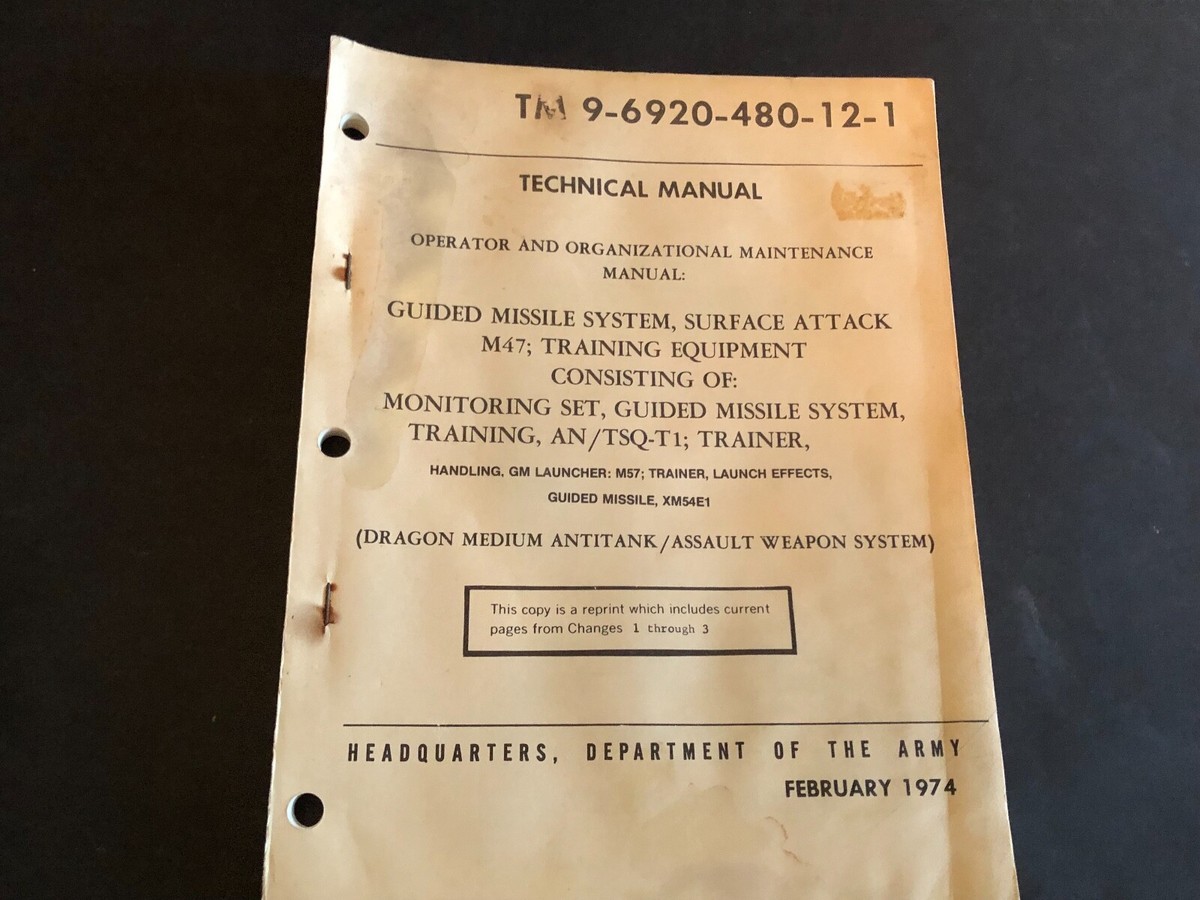 TM 9-6920-480-12-1
TECHNICAL MANUAL
OPERATOR AND ORGANIZATIONAL MAINTENANCE
MANUAL:
GUIDED MISSILE SYSTEM, SURFACE ATTACK
M47; TRAINING EQUIPMENT
CONSISTING OF:
MONITORING SET, GUIDED MISSILE SYSTEM,
TRAINING, AN/TSQ-T1; TRAINER,
HANDLING, GM LAUNCHER: M57; TRAINER, LAUNCH EFFECTS,
GUIDED MISSILE, XM54E1
(DRAGON MEDIUM ANTITANK/ASSAULT WEAPON SYSTEM)
This copy is a reprint which includes current
pages from Changes 1 through 3
HEADQUARTERS, DEPARTMENT OF THE ARMY
FEBRUARY 1974